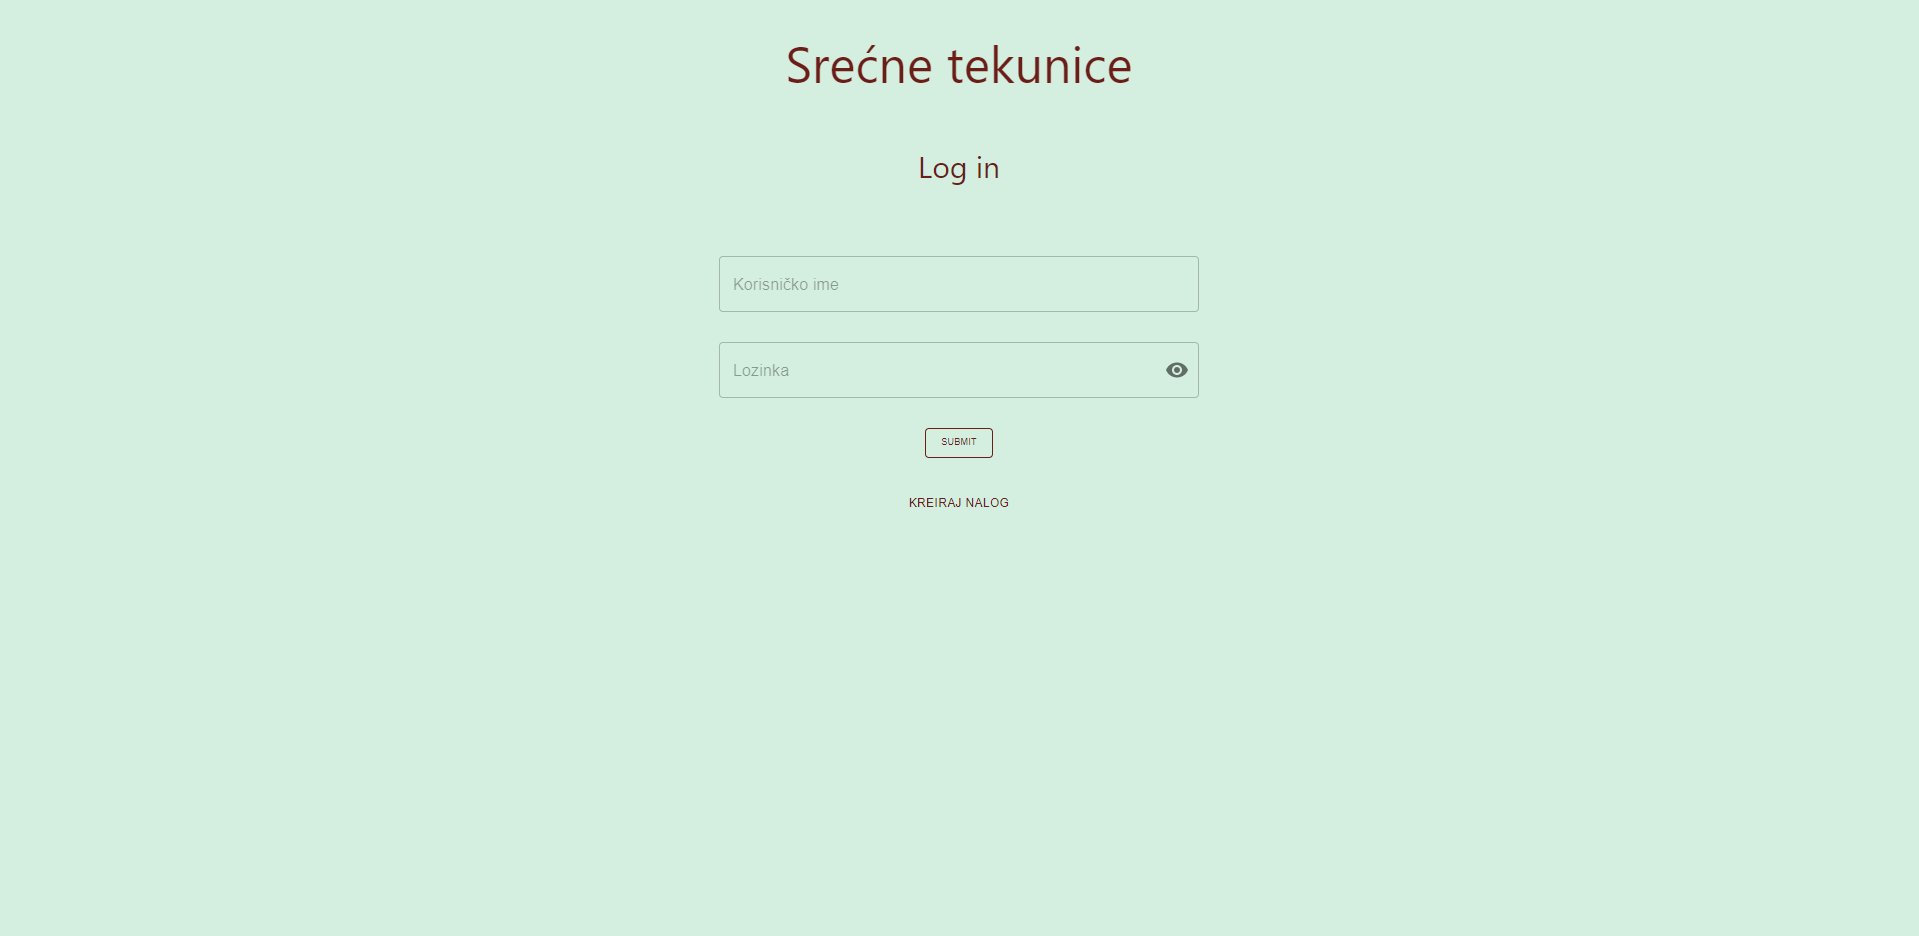 Srećne tekunice
Log in
Korisničko ime
Lozinka
SUBMIT
KREIRAJ NALOG